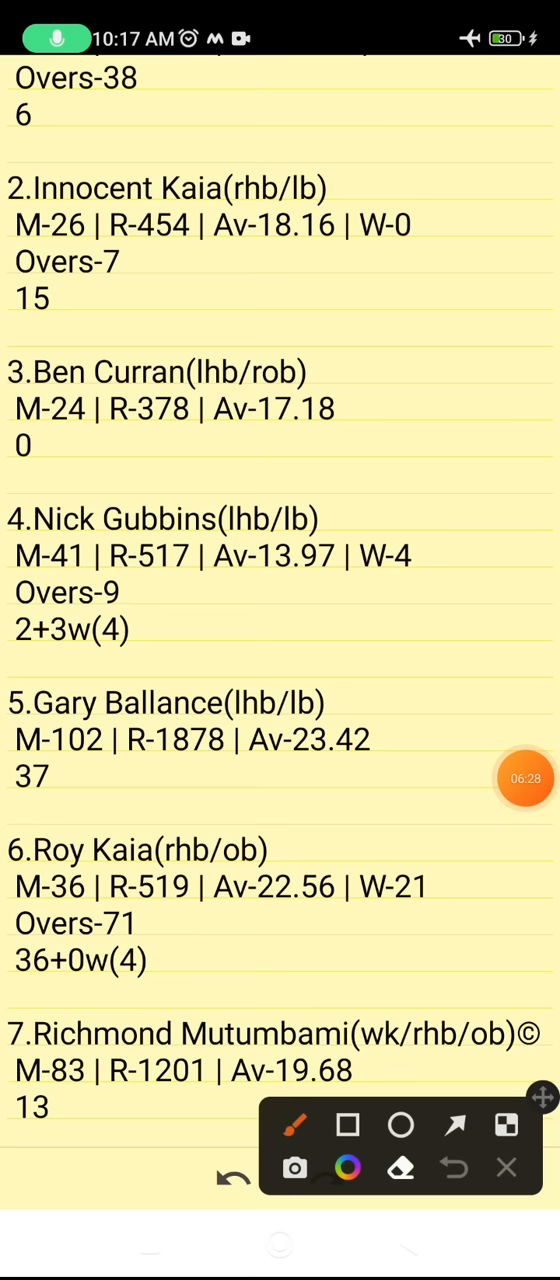 10:17 AM
30
Overs-38
6
2.Innocent Kaia(rhb/lb)
M-26 | R-454 | Av-18.16 | W-0
Overs-7
15
3.Ben Curran(lhb/rob)
M-24 | R-378 | Av-17.18
0
4.Nick Gubbins(lhb/lb)
M-41 | R-517 | Av-13.97 | W-4
Overs-9
2+3w(4)
5.Gary Ballance(lhb/lb)
M-102 | R-1878 | Av-23.42
37
06:28
6.Roy Kaia(rhb/ob)
M-36 | R-519 | Av-22.56 | W-21
Overs-71
36+0w(4)
7.Richmond Mutumbami(wk/rhb/ob)©
M-83 | R-1201 | Av-19.68
13